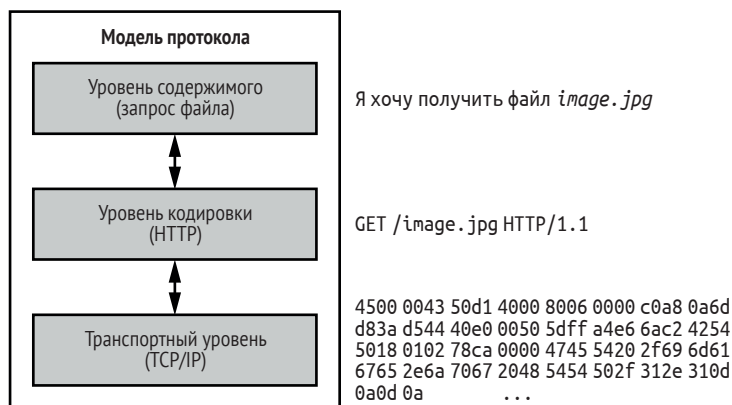 Модель протокола
Уровень содержимого
(запрос файла)
Я хочу получить файл image.jpg
Уровень кодировки
(HTTP)
GET /image.jpg HTTP/1.1
Транспортный уровень
(TCP/IP)
4500 0043 50d1 4000 8006 0000 c0a8 0a6d
d83a d544 40e0 0050 5dff a4e6 6ac2 4254
5018 0102 78ca 0000 4745 5420 2f69 6d61
6765 2e6a 7067 2048 5454 502f 312e 310d
0a0d 0a ...